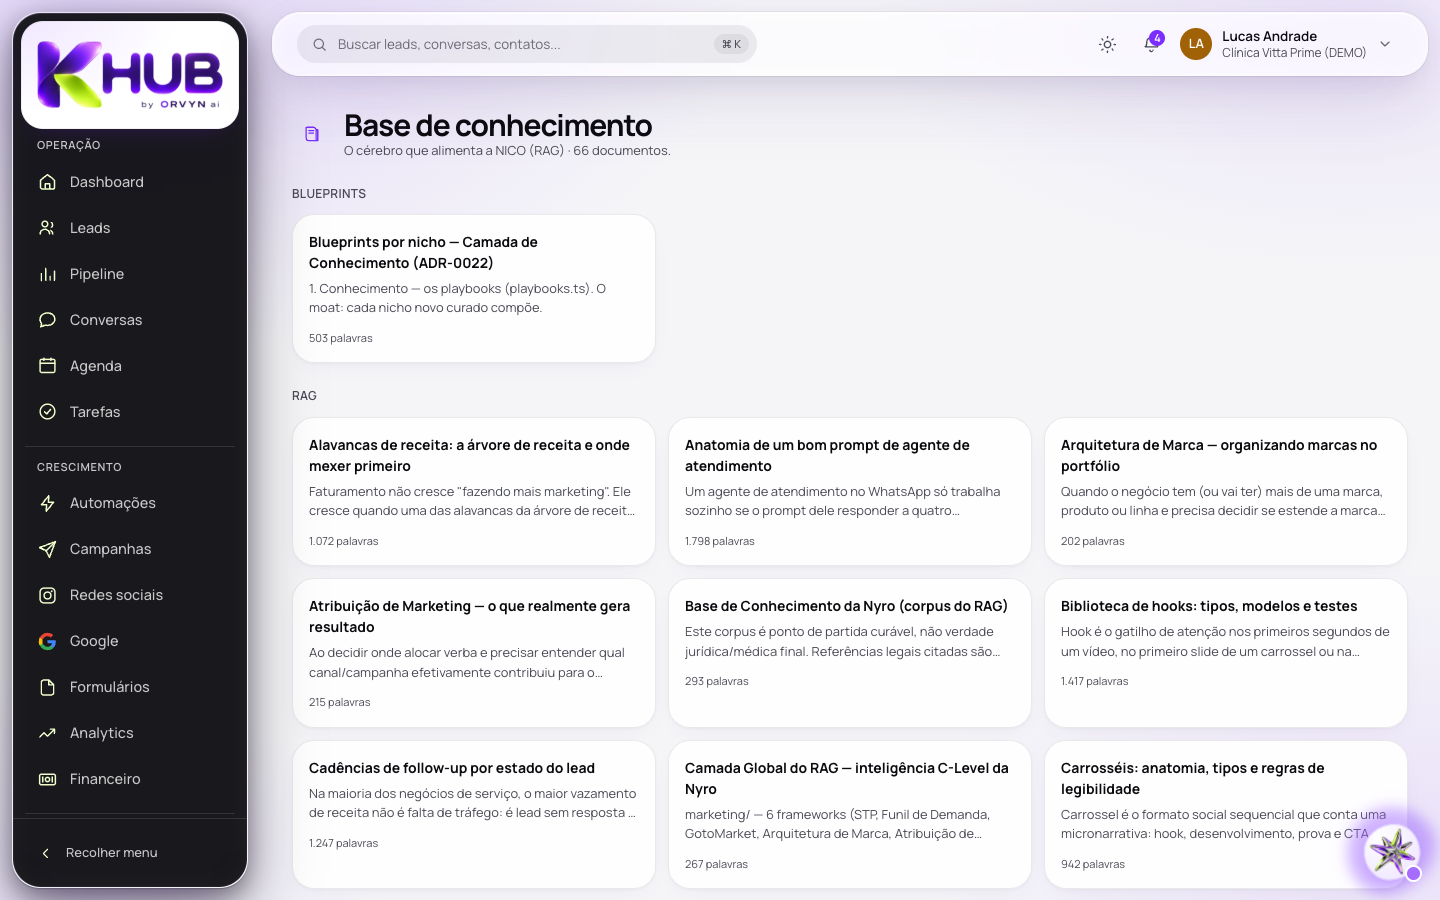 KHUB
by ORVYN ai
OPERAÇÃO
Dashboard
Leads
Pipeline
Conversas
Agenda
Tarefas
CRESCIMENTO
Automações
Campanhas
Redes sociais
Google
Formulários
Analytics
Financeiro
Recolher menu
Buscar leads, conversas, contatos...
⌘ K
4
LA
Lucas Andrade
Clínica Vitta Prime (DEMO)
Base de conhecimento
O cérebro que alimenta a NICO (RAG) · 66 documentos.
BLUEPRINTS
Blueprints por nicho — Camada de
Conhecimento (ADR-0022)
1. Conhecimento — os playbooks (playbooks.ts). O
moat: cada nicho novo curado compõe.
503 palavras
RAG
Alavancas de receita: a árvore de receita e onde
mexer primeiro
Faturamento não cresce "fazendo mais marketing". Ele
cresce quando uma das alavancas da árvore de receit...
1.072 palavras
Anatomia de um bom prompt de agente de
atendimento
Um agente de atendimento no WhatsApp só trabalha
sozinho se o prompt dele responder a quatro...
1.798 palavras
Arquitetura de Marca — organizando marcas no
portfólio
Quando o negócio tem (ou vai ter) mais de uma marca,
produto ou linha e precisa decidir se estende a marca...
202 palavras
Atribuição de Marketing — o que realmente gera
resultado
Ao decidir onde alocar verba e precisar entender qual
canal/campanha efetivamente contribuiu para o...
215 palavras
Base de Conhecimento da Nyro (corpus do RAG)
Este corpus é ponto de partida curável, não verdade
jurídica/médica final. Referências legais citadas são...
293 palavras
Biblioteca de hooks: tipos, modelos e testes
Hook é o gatilho de atenção nos primeiros segundos de
um vídeo, no primeiro slide de um carrossel ou na...
1.417 palavras
Cadências de follow-up por estado do lead
Na maioria dos negócios de serviço, o maior vazamento
de receita não é falta de tráfego: é lead sem resposta ...
1.247 palavras
Camada Global do RAG — inteligência C-Level da
Nyro
marketing/ — 6 frameworks (STP, Funil de Demanda,
GotoMarket, Arquitetura de Marca, Atribuição de...
267 palavras
Carrosséis: anatomia, tipos e regras de
legibilidade
Carrossel é o formato social sequencial que conta uma
micronarrativa: hook, desenvolvimento, prova e CTA
942 palavras